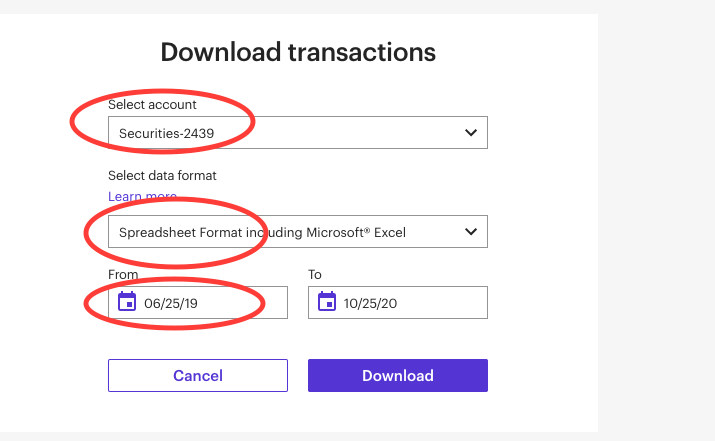 Download transactions
Select account
Securities-2439
Select data format
Learn more
Spreadsheet Format including Microsoft® Excel
From To
06/25/19 10/25/20
Cancel Download